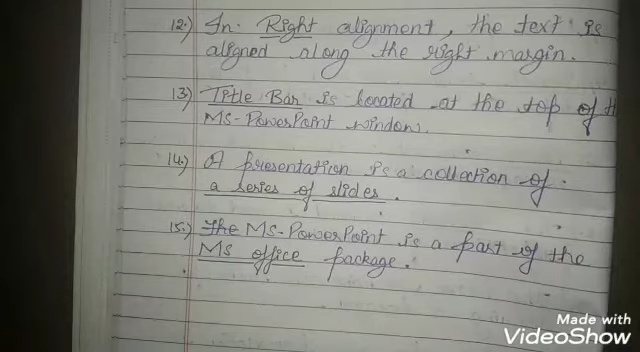 12.) In Right alignment, the text is
aligned along the right margin.
13.) Title Bar is located at the top of th
MS-PowerPoint window.
14.) A presentation is a collection of
a series of slides.
15.) The MS-PowerPoint is a part of the
MS office package.
Made with
VideoShow